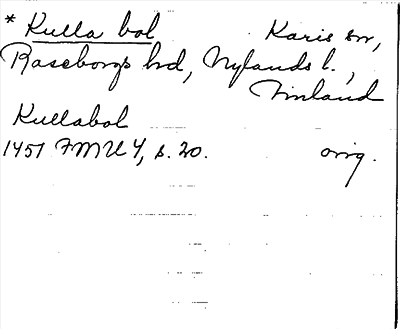 * Kulla bol Karis sn,
Raseborgs hd, Nylands l.,
Finland
Kullabol
1451 FMU 4, s. 20. orig.